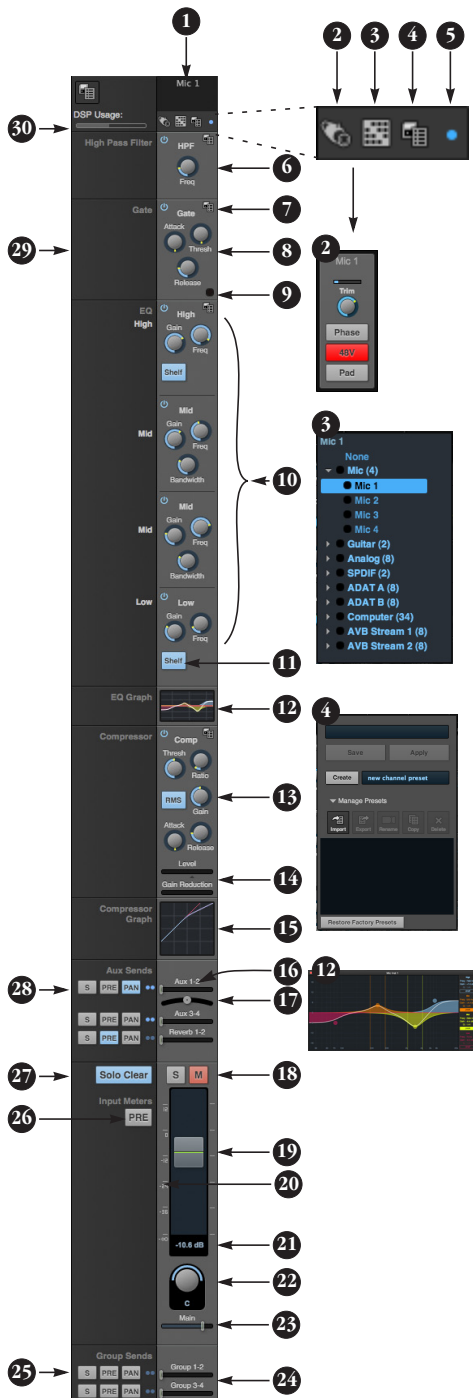 1
2
3
4
5
Mic 1
DSP Usage:
30
High Pass Filter
HPF
Freq
6
7
Gate
Gate
Attack
Thresh
Release
8
29
9
2
Mic 1
Trim
Phase
48V
Pad
EQ
High
High
Gain
Freq
Shelf
Mid
Mid
Gain
Freq
Bandwidth
10
Mid
Mid
Gain
Freq
Bandwidth
Low
Low
Gain
Freq
Shelf
11
3
Mic 1
None
Mic (4)
Mic 1
Mic 2
Mic 3
Mic 4
Guitar (2)
Analog (8)
SPDIF (2)
ADAT A (8)
ADAT B (8)
Computer (34)
AVB Stream 1 (8)
AVB Stream 2 (8)
EQ Graph
12
Compressor
Comp
Thresh
Ratio
RMS
Gain
Attack
Release
13
Level
Gain Reduction
14
4
Save
Apply
Create
new channel preset
Manage Presets
Import
Export
Rename
Copy
Delete
Restore Factory Presets
Compressor
Graph
15
Aux Sends
16
28
S PRE PAN
Aux 1-2
17
S PRE PAN
Aux 3-4
S PRE PAN
Reverb 1-2
12
27
Solo Clear
S M
18
Input Meters
26
PRE
19
20
-10.6 dB
21
C
22
Main
23
Group Sends
25
S PRE PAN
Group 1-2
24
S PRE PAN
Group 3-4